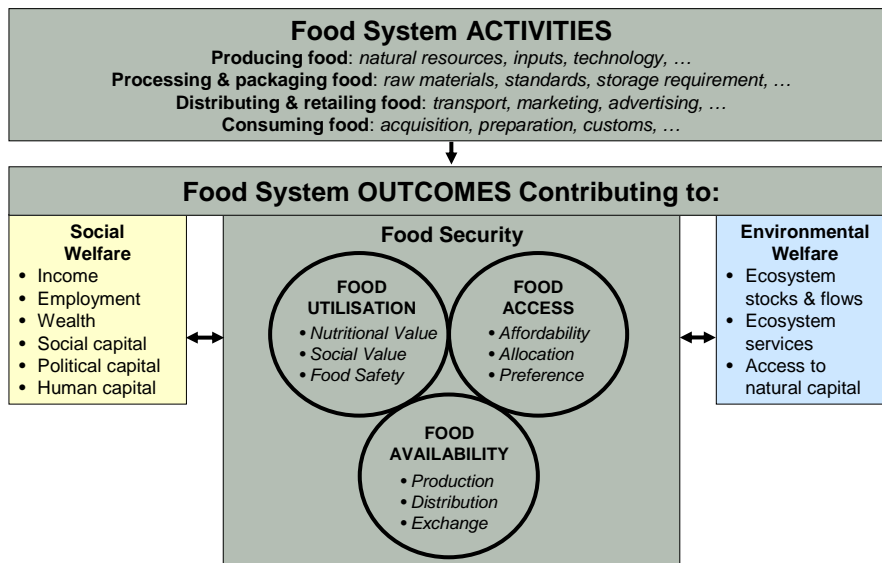 Food System ACTIVITIES
Producing food: natural resources, inputs, technology, …
Processing & packaging food: raw materials, standards, storage requirement, …
Distributing & retailing food: transport, marketing, advertising, …
Consuming food: acquisition, preparation, customs, …
Food System OUTCOMES Contributing to:
Social
Welfare
• Income
• Employment
• Wealth
• Social capital
• Political capital
• Human capital
Food Security
FOOD
UTILISATION
• Nutritional Value
• Social Value
• Food Safety
FOOD
ACCESS
• Affordability
• Allocation
• Preference
FOOD
AVAILABILITY
• Production
• Distribution
• Exchange
Environmental
Welfare
• Ecosystem
stocks & flows
• Ecosystem
services
• Access to
natural capital